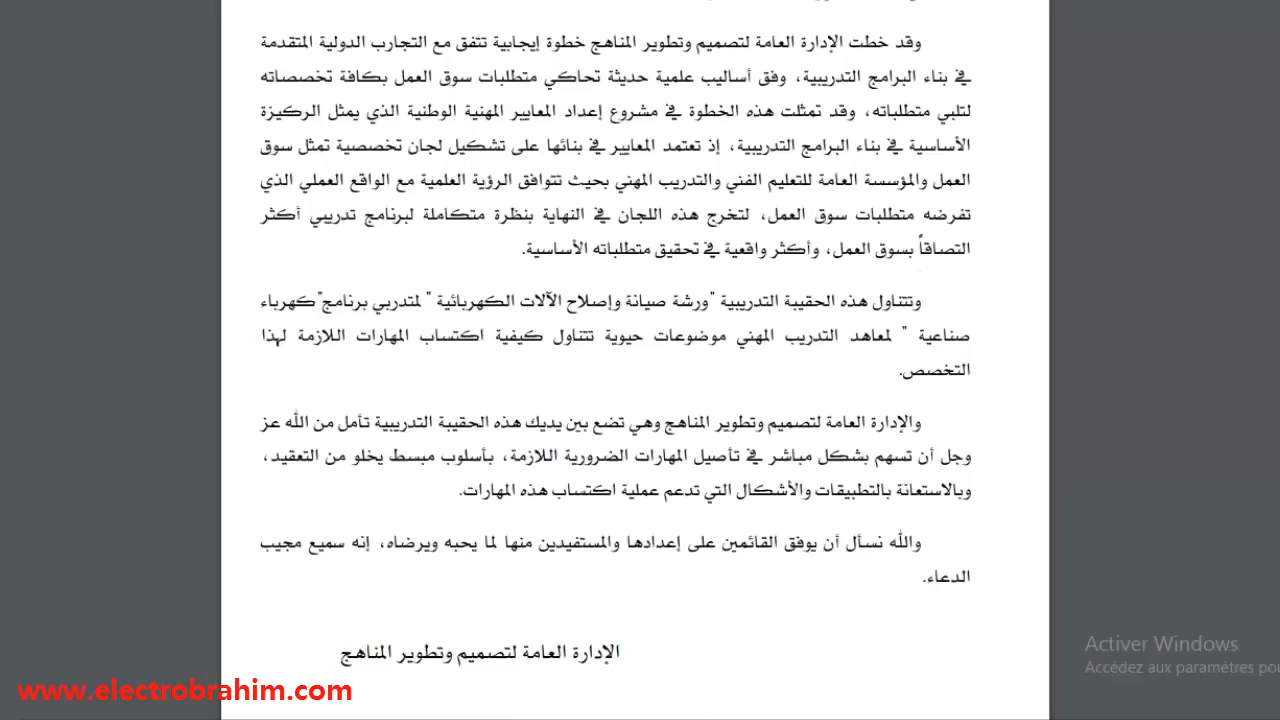 وقد خطت الإدارة العامة لتصميم وتطوير المناهج خطوة إيجابية تتفق مع التجارب الدولية المتقدمة
في بناء البرامج التدريبية، وفق أساليب علمية حديثة تحاكي متطلبات سوق العمل بكافة تخصصاته
لتلبي متطلباته، وقد تمثلت هذه الخطوة في مشروع إعداد المعايير المهنية الوطنية الذي يمثل الركيزة
الأساسية في بناء البرامج التدريبية، إذ تعتمد المعايير في بنائها على تشكيل لجان تخصصية تمثل سوق
العمل والمؤسسة العامة للتعليم الفني والتدريب المهني بحيث تتوافق الرؤية العلمية مع الواقع العملي الذي
تفرضه متطلبات سوق العمل، لتخرج هذه اللجان في النهاية بنظرة متكاملة لبرنامج تدريبي أكثر
التصاقاً بسوق العمل، وأكثر واقعية في تحقيق متطلباته الأساسية.
وتتناول هذه الحقيبة التدريبية "ورشة صيانة وإصلاح الآلات الكهربائية " لمتدربي برنامج"كهرباء
صناعية " لمعاهد التدريب المهني موضوعات حيوية تتناول كيفية اكتساب المهارات اللازمة لهذا
التخصص.
والإدارة العامة لتصميم وتطوير المناهج وهي تضع بين يديك هذه الحقيبة التدريبية تأمل من الله عز
وجل أن تسهم بشكل مباشر في تأصيل المهارات الضرورية اللازمة، بأسلوب مبسط يخلو من التعقيد،
وبالاستعانة بالتطبيقات والأشكال التي تدعم عملية اكتساب هذه المهارات.
والله نسأل أن يوفق القائمين على إعدادها والمستفيدين منها لما يحبه ويرضاه، إنه سميع مجيب
الدعاء.
الإدارة العامة لتصميم وتطوير المناهج
Activer Windows
Accédez aux paramètres pou
www.electrobrahim.com